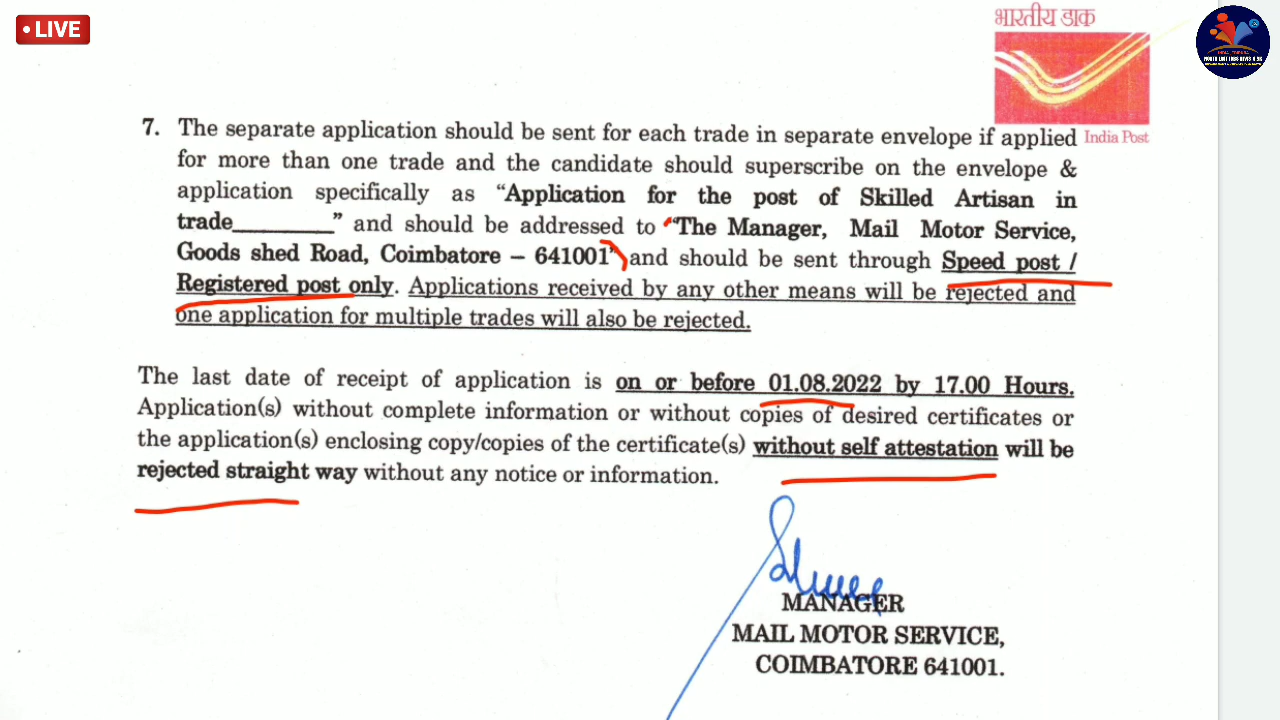 • LIVE
भारतीय डाक
India Post
7. The separate application should be sent for each trade in separate envelope if applied
for more than one trade and the candidate should superscribe on the envelope &
application specifically as “Application for the post of Skilled Artisan in
trade_________” and should be addressed to “The Manager, Mail Motor Service,
Goods shed Road, Coimbatore – 641001” and should be sent through Speed post /
Registered post only. Applications received by any other means will be rejected and
one application for multiple trades will also be rejected.
The last date of receipt of application is on or before 01.08.2022 by 17.00 Hours.
Application(s) without complete information or without copies of desired certificates or
the application(s) enclosing copy/copies of the certificate(s) without self attestation will be
rejected straight way without any notice or information.
MANAGER
MAIL MOTOR SERVICE,
COIMBATORE 641001.